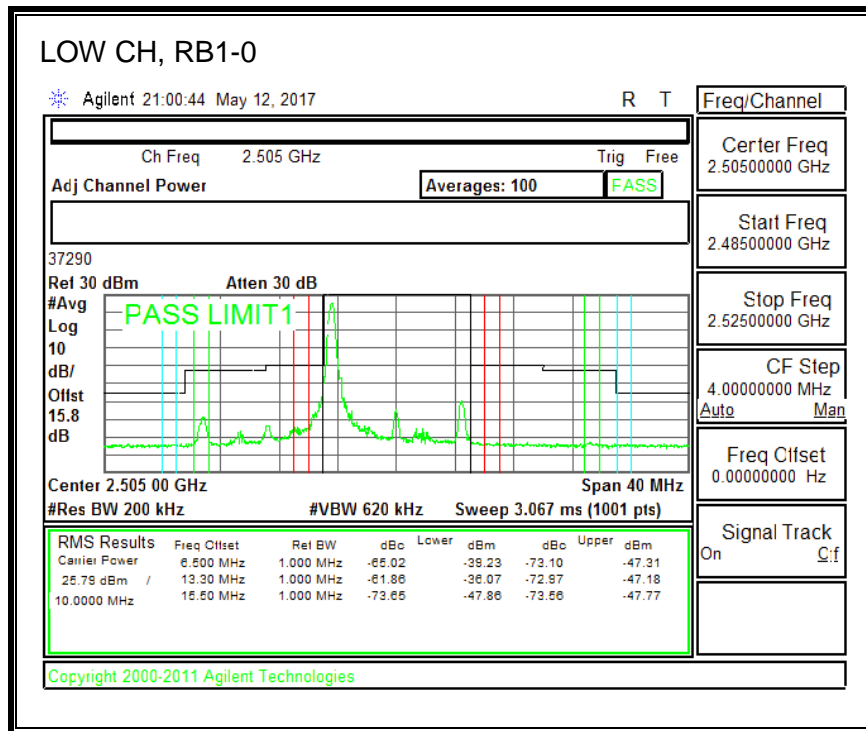 LOW CH, RB1-0
Agilent 21:00:44 May 12, 2017 R T
Freq/Channel
Ch Freq 2.505 GHz Trig Free
Adj Channel Power Averages: 100 PASS
Center Freq
2.50500000 GHz
Start Freq
2.48500000 GHz
Stop Freq
2.52500000 GHz
CF Step
4.00000000 MHz
Auto Man
Freq Offset
0.00000000 Hz
Signal Track
On Off
37290
Ref 30 dBm Atten 30 dB
#Avg
Log
10
dB/
Offst
15.8
dB
PASS LIMIT1
Center 2.505 00 GHz Span 40 MHz
#Res BW 200 kHz #VBW 620 kHz Sweep 3.067 ms (1001 pts)
RMS Results Freq Offset Ref BW dBc Lower dBm dBc Upper dBm
Carrier Power 6.500 MHz 1.000 MHz -65.02 -39.23 -73.10 -47.31
25.79 dBm / 13.30 MHz 1.000 MHz -61.86 -36.07 -72.97 -47.18
10.0000 MHz 15.50 MHz 1.000 MHz -73.65 -47.86 -73.56 -47.77
Copyright 2000-2011 Agilent Technologies